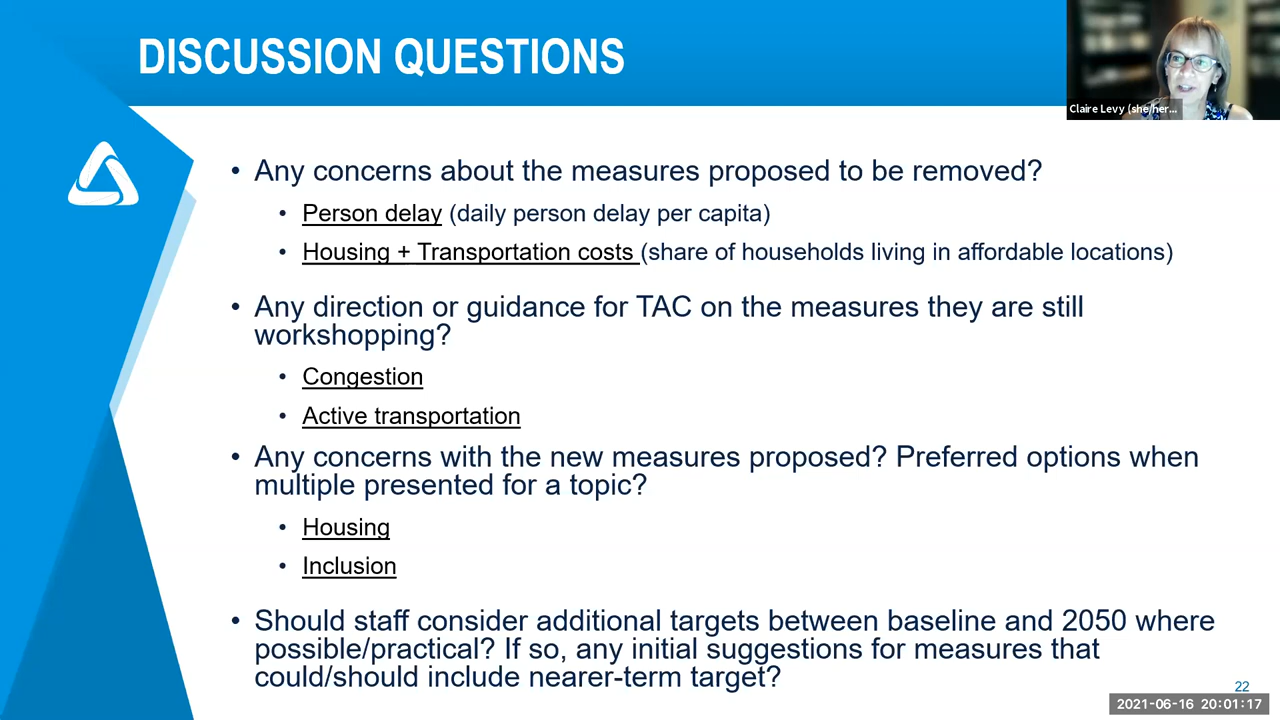 DISCUSSION QUESTIONS
Claire Levy (she/her...
• Any concerns about the measures proposed to be removed?
• Person delay (daily person delay per capita)
• Housing + Transportation costs (share of households living in affordable locations)
• Any direction or guidance for TAC on the measures they are still
workshopping?
• Congestion
• Active transportation
• Any concerns with the new measures proposed? Preferred options when
multiple presented for a topic?
• Housing
• Inclusion
• Should staff consider additional targets between baseline and 2050 where
possible/practical? If so, any initial suggestions for measures that
could/should include nearer-term target?
22
2021-06-16 20:01:17